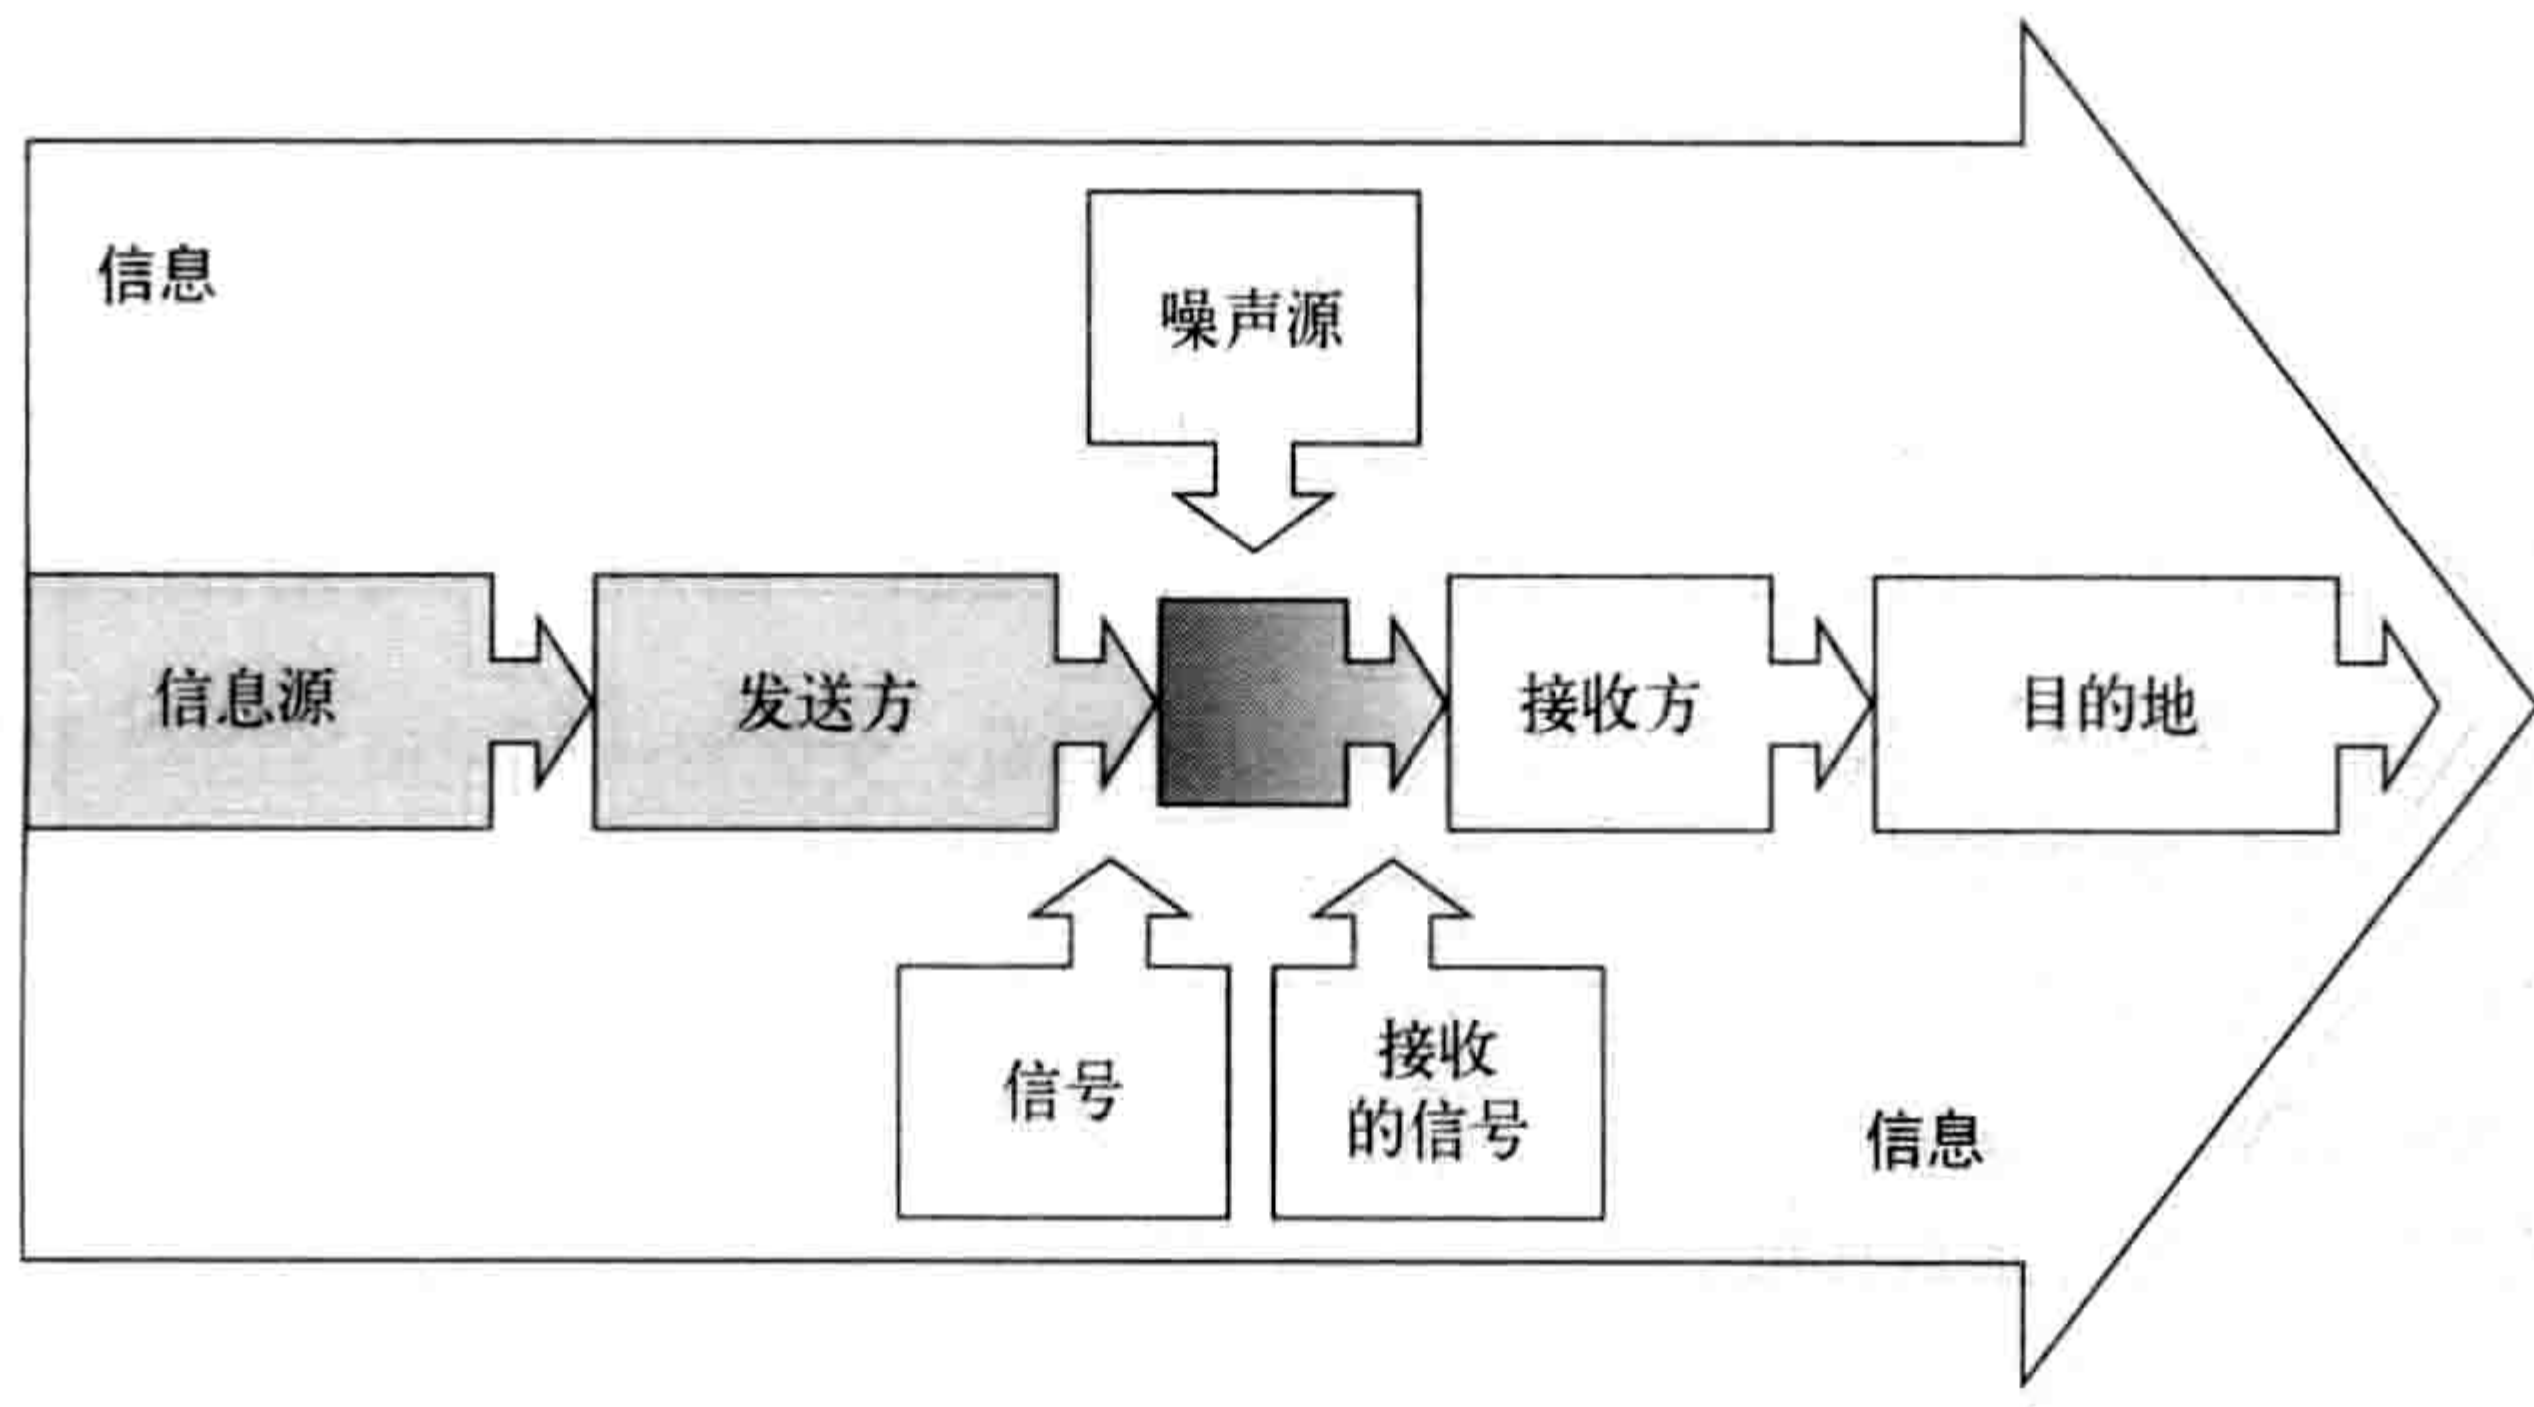 信息
噪声源
信息源
发送方
接收方
目的地
信号
接收
的信号
信息